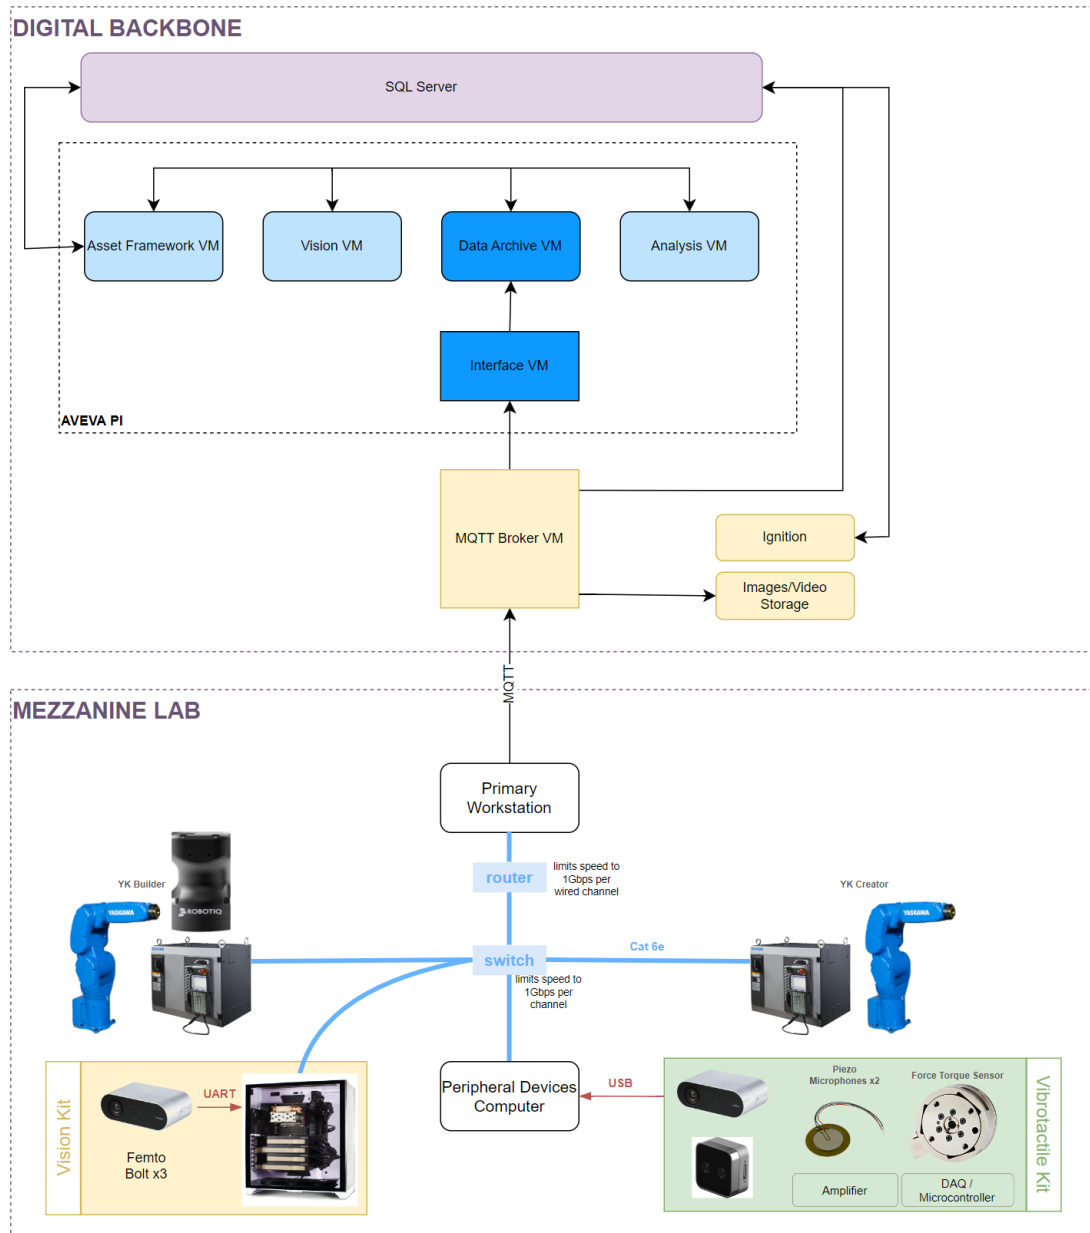 DIGITAL BACKBONE
SQL Server
Asset Framework VM
Vision VM
Data Archive VM
Analysis VM
Interface VM
AVEVA PI
MQTT Broker VM
Ignition
Images/Video
Storage
MQTT
MEZZANINE LAB
Primary
Workstation
router
limits speed to
1Gbps per
wired channel
YK Builder
ROBOTIQ
YASKAWA
YK Creator
YASKAWA
switch
Cat 6e
limits speed to
1Gbps per
channel
Vision Kit
UART
Femto
Bolt x3
Peripheral Devices
Computer
USB
Piezo
Microphones x2
Force Torque Sensor
Amplifier
DAQ /
Microcontroller
Vibrotactile Kit